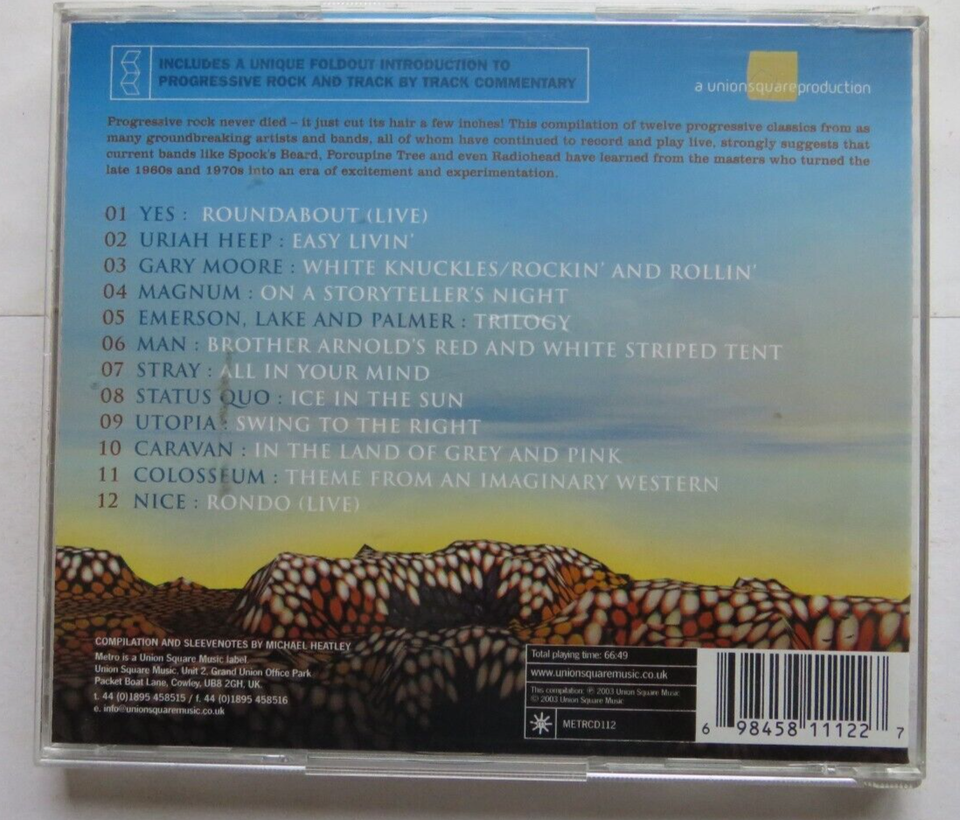 INCLUDES A UNIQUE FOLDOUT INTRODUCTION TO
PROGRESSIVE ROCK AND TRACK BY TRACK COMMENTARY
a unionsquareproduction
Progressive rock never died – it just cut its hair a few inches! This compilation of twelve progressive classics from as
many groundbreaking artists and bands, all of whom have continued to record and play live, strongly suggests that
current bands like Spock's Beard, Porcupine Tree and even Radiohead have learned from the masters who turned the
late 1960s and 1970s into an era of excitement and experimentation.
01 YES : ROUNDABOUT (LIVE)
02 URIAH HEEP : EASY LIVIN'
03 GARY MOORE : WHITE KNUCKLES/ROCKIN' AND ROLLIN'
04 MAGNUM : ON A STORYTELLER'S NIGHT
05 EMERSON, LAKE AND PALMER : TRILOGY
06 MAN : BROTHER ARNOLD'S RED AND WHITE STRIPED TENT
07 STRAY : ALL IN YOUR MIND
08 STATUS QUO : ICE IN THE SUN
09 UTOPIA : SWING TO THE RIGHT
10 CARAVAN : IN THE LAND OF GREY AND PINK
11 COLOSSEUM : THEME FROM AN IMAGINARY WESTERN
12 NICE : RONDO (LIVE)
COMPILATION AND SLEEVENOTES BY MICHAEL HEATLEY
Metro is a Union Square Music label
Union Square Music, Unit 2, Grand Union Office Park
Packet Boat Lane, Cowley, UB8 2GH, UK
t. 44 (0)1895 458515 / f. 44 (0)1895 458516
e. info@unionsquaremusic.co.uk
Total playing time: 66:49
www.unionsquaremusic.co.uk
This compilation: ℗ 2003 Union Square Music
© 2003 Union Square Music
METRCD112
6 98458 11122 7